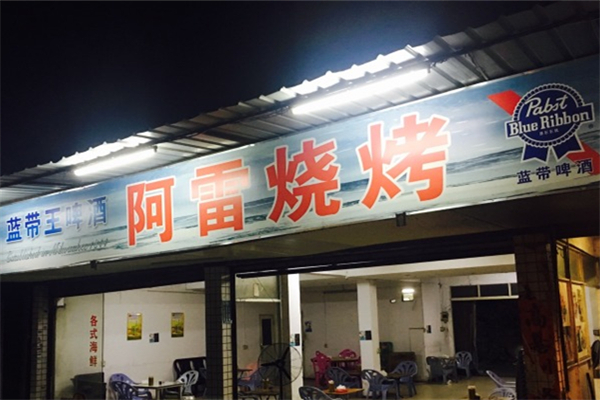 蓝带王啤酒
阿雷烧烤
Pabst
Blue Ribbon
蓝带啤酒
各式海鲜